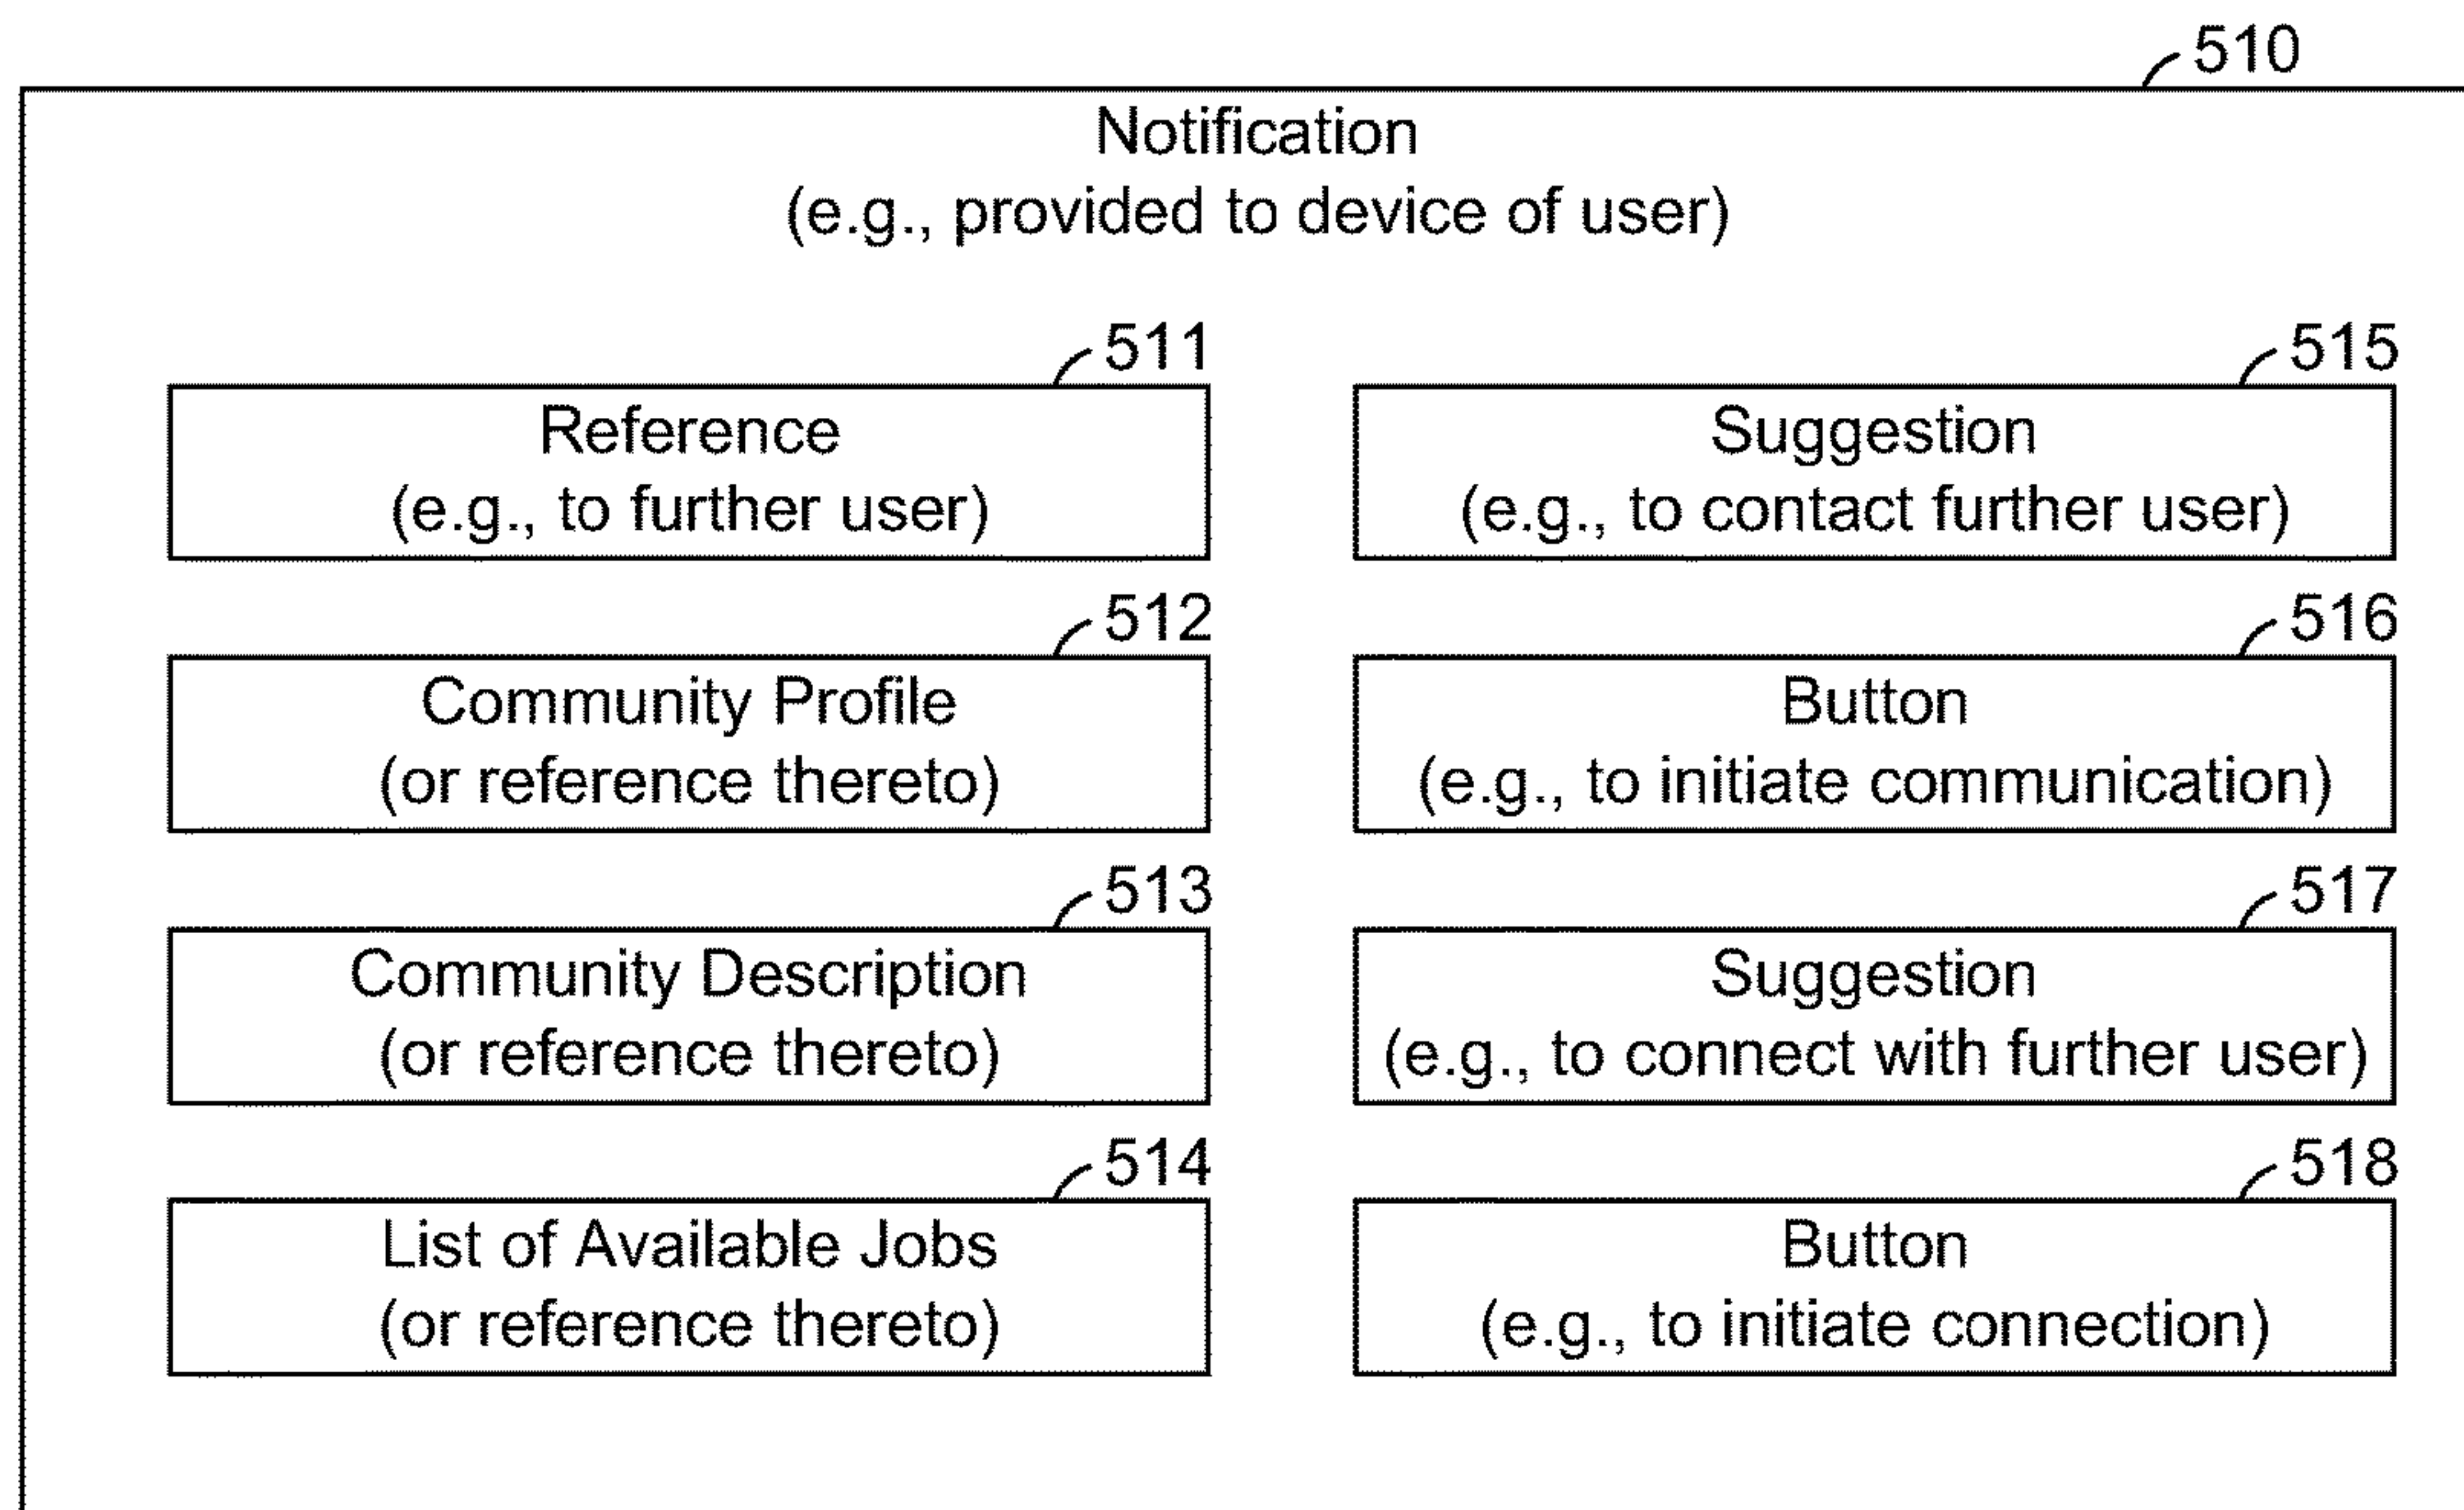 510
Notification
(e.g., provided to device of user)
511
Reference
(e.g., to further user)
515
Suggestion
(e.g., to contact further user)
512
Community Profile
(or reference thereto)
516
Button
(e.g., to initiate communication)
513
Community Description
(or reference thereto)
517
Suggestion
(e.g., to connect with further user)
514
List of Available Jobs
(or reference thereto)
518
Button
(e.g., to initiate connection)